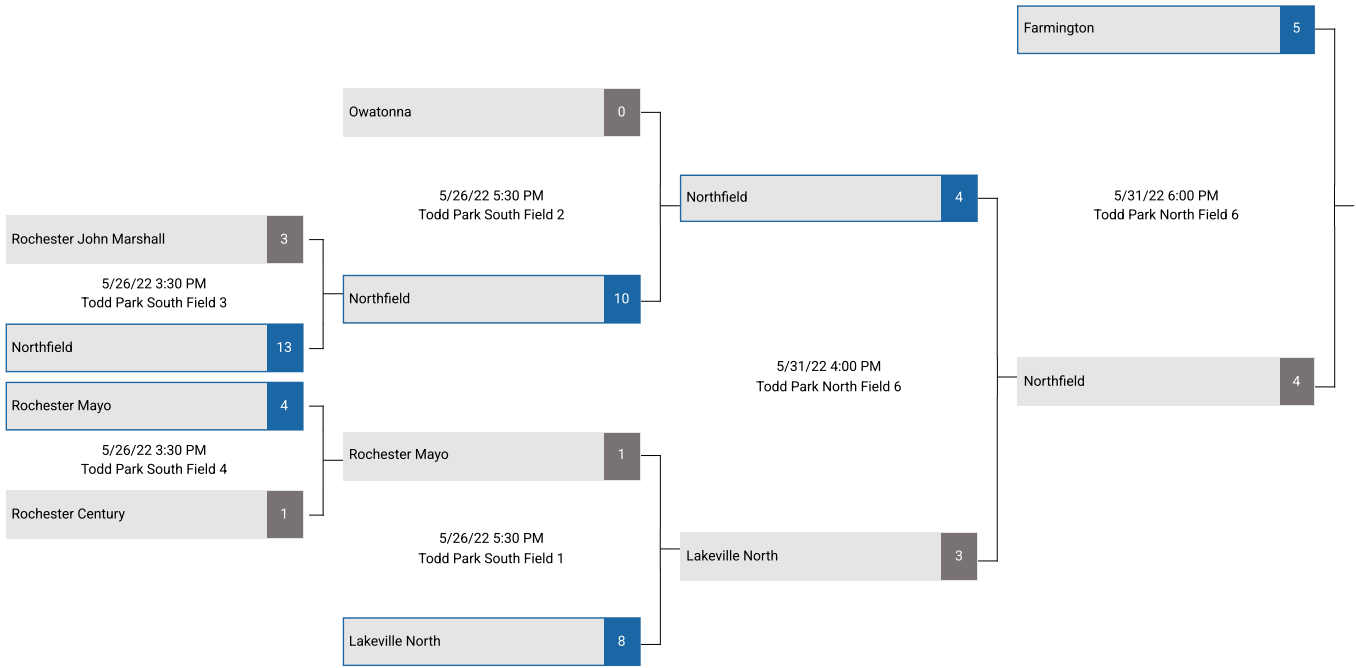 Rochester John Marshall 3
5/26/22 3:30 PM
Todd Park South Field 3
Northfield 13
Rochester Mayo 4
5/26/22 3:30 PM
Todd Park South Field 4
Rochester Century 1
Owatonna 0
5/26/22 5:30 PM
Todd Park South Field 2
Northfield 10
Rochester Mayo 1
5/26/22 5:30 PM
Todd Park South Field 1
Lakeville North 8
Northfield 4
5/31/22 4:00 PM
Todd Park North Field 6
Lakeville North 3
Farmington 5
5/31/22 6:00 PM
Todd Park North Field 6
Northfield 4